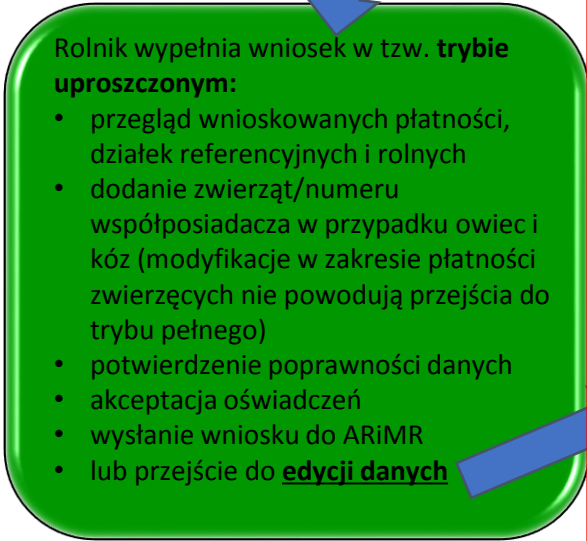 Rolnik wypełnia wniosek w tzw. trybie
uproszczonym:
• przegląd wnioskowanych płatności,
działek referencyjnych i rolnych
• dodanie zwierząt/numeru
współposiadacza w przypadku owiec i
kóz (modyfikacje w zakresie płatności
zwierzęcych nie powodują przejścia do
trybu pełnego)
• potwierdzenie poprawności danych
• akceptacja oświadczeń
• wysłanie wniosku do ARiMR
• lub przejście do edycji danych